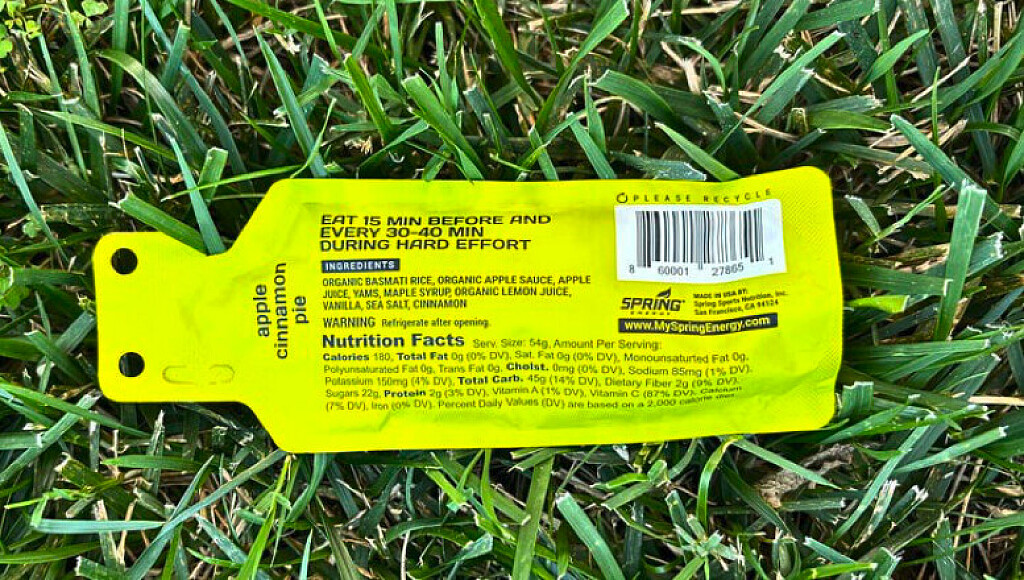 PLEASE RECYCLE
EAT 15 MIN BEFORE AND
EVERY 30-40 MIN
DURING HARD EFFORT
8 60001 27865 1
INGREDIENTS
ORGANIC BASMATI RICE, ORGANIC APPLE SAUCE, APPLE
JUICE, YAMS, MAPLE SYRUP, ORGANIC LEMON JUICE,
VANILLA, SEA SALT, CINNAMON
apple
cinnamon
pie
SPRING
ENERGY
MADE IN USA BY:
Spring Sports Nutrition, Inc.
San Francisco, CA 94124
www.MySpringEnergy.com
WARNING Refrigerate after opening.
Nutrition Facts Serv. Size: 54g, Amount Per Serving:
Calories 180, Total Fat 0g (0% DV), Sat. Fat 0g (0% DV), Monounsaturted Fat 0g,
Polyunsaturated Fat 0g, Trans Fat 0g, Cholst. 0mg (0% DV), Sodium 85mg (1% DV),
Potassium 150mg (4% DV), Total Carb. 45g (14% DV), Dietary Fiber 2g (9% DV),
Sugars 22g, Protein 2g (3% DV), Vitamin A (1% DV), Vitamin C (87% DV), Calcium
(7% DV), Iron (0% DV). Percent Daily Values (DV) are based on a 2,000 calorie diet.